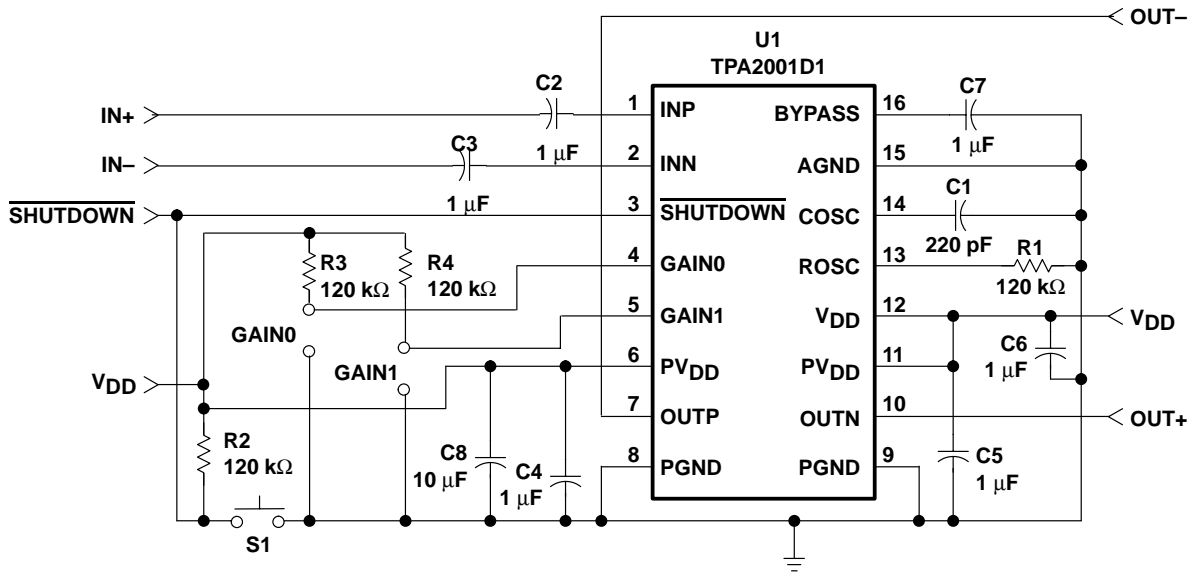 OUT–
U1
TPA2001D1
C2
1 µF
C7
1 µF
IN+
1
INP
BYPASS
16
C3
1 µF
IN–
2
INN
AGND
15
SHUTDOWN
3
SHUTDOWN
COSC
14
C1
220 pF
R3
120 kΩ
R4
120 kΩ
4
GAIN0
ROSC
13
R1
120 kΩ
GAIN0
5
GAIN1
VDD
12
VDD
GAIN1
C6
1 µF
VDD
6
PVDD
PVDD
11
7
OUTP
OUTN
10
OUT+
R2
120 kΩ
C8
10 µF
C4
1 µF
8
PGND
PGND
9
C5
1 µF
S1